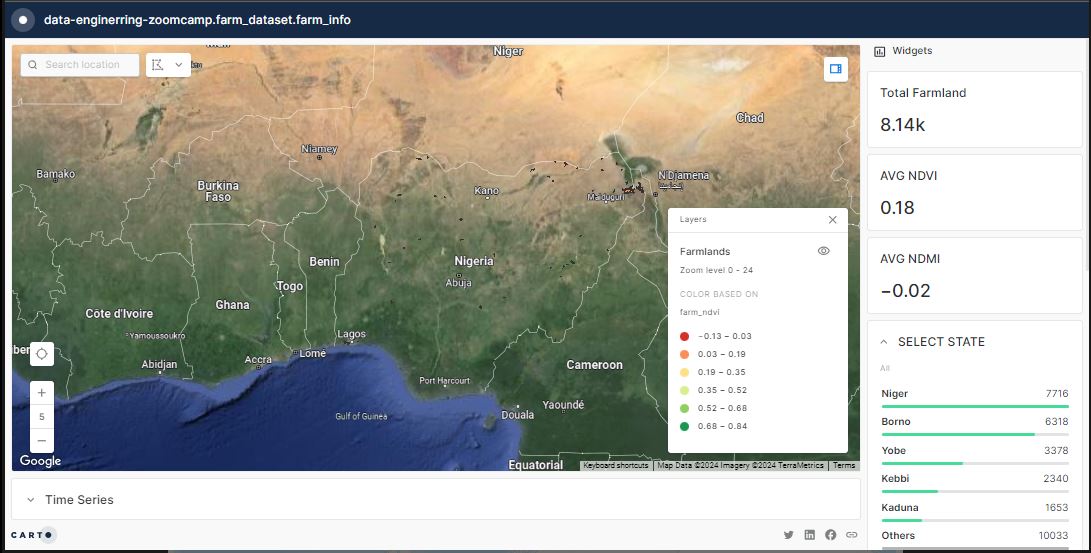 data-enginerring-zoomcamp.farm_dataset.farm_info
Search location
Niger
Chad
Niamey
N'Djamena
Bamako
Kano
Maiduguri
Burkina
Faso
Benin
Nigeria
Abuja
Togo
Ghana
Côte d'Ivoire
Yamoussoukro
Lagos
Abidjan
Accra
Lomé
Cameroon
Port Harcourt
Yaoundé
Douala
Gulf of Guinea
Equatorial
Layers
Farmlands
Zoom level 0 - 24
COLOR BASED ON
farm_ndvi
−0.13 – 0.03
0.03 – 0.19
0.19 – 0.35
0.35 – 0.52
0.52 – 0.68
0.68 – 0.84
+
5
−
Google
Keyboard shortcuts
Map Data ©2024 Imagery ©2024 TerraMetrics
Terms
Time Series
CARTO
Widgets
Total Farmland
8.14k
AVG NDVI
0.18
AVG NDMI
−0.02
SELECT STATE
All
Niger 7716
Borno 6318
Yobe 3378
Kebbi 2340
Kaduna 1653
Others 10033